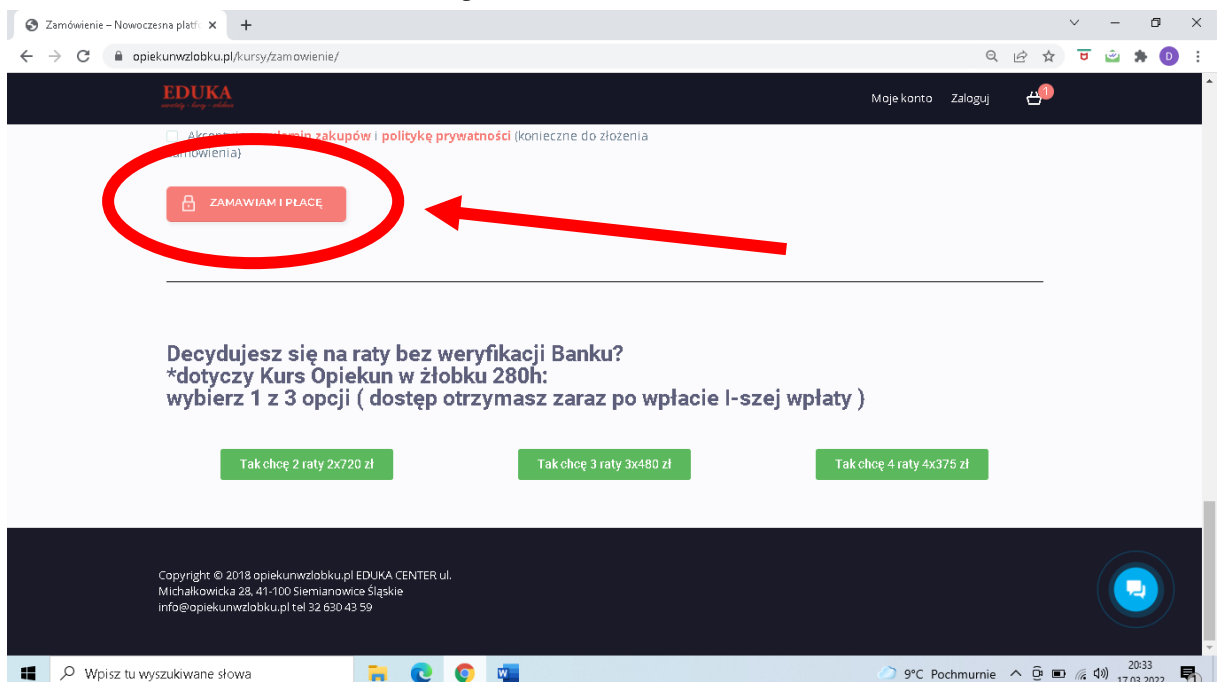 Zamówienie – Nowoczesna platf
opiekunwzlobku.pl/kursy/zamowienie/
D
EDUKA
Moje konto Zaloguj
1
zakupów i politykę prywatności (konieczne do złożenia
ZAMAWIAM I PŁACĘ
Decydujesz się na raty bez weryfikacji Banku?
*dotyczy Kurs Opiekun w żłobku 280h:
wybierz 1 z 3 opcji ( dostęp otrzymasz zaraz po wpłacie I-szej wpłaty )
Tak chcę 2 raty 2x720 zł
Tak chcę 3 raty 3x480 zł
Tak chcę 4 raty 4x375 zł
Copyright © 2018 opiekunwzlobku.pl EDUKA CENTER ul.
Michałkowicka 28, 41-100 Siemianowice Śląskie
info@opiekunwzlobku.pl tel 32 630 43 59
Wpisz tu wyszukiwane słowa
W
9°C Pochmurnie
20:33
17.03.2022